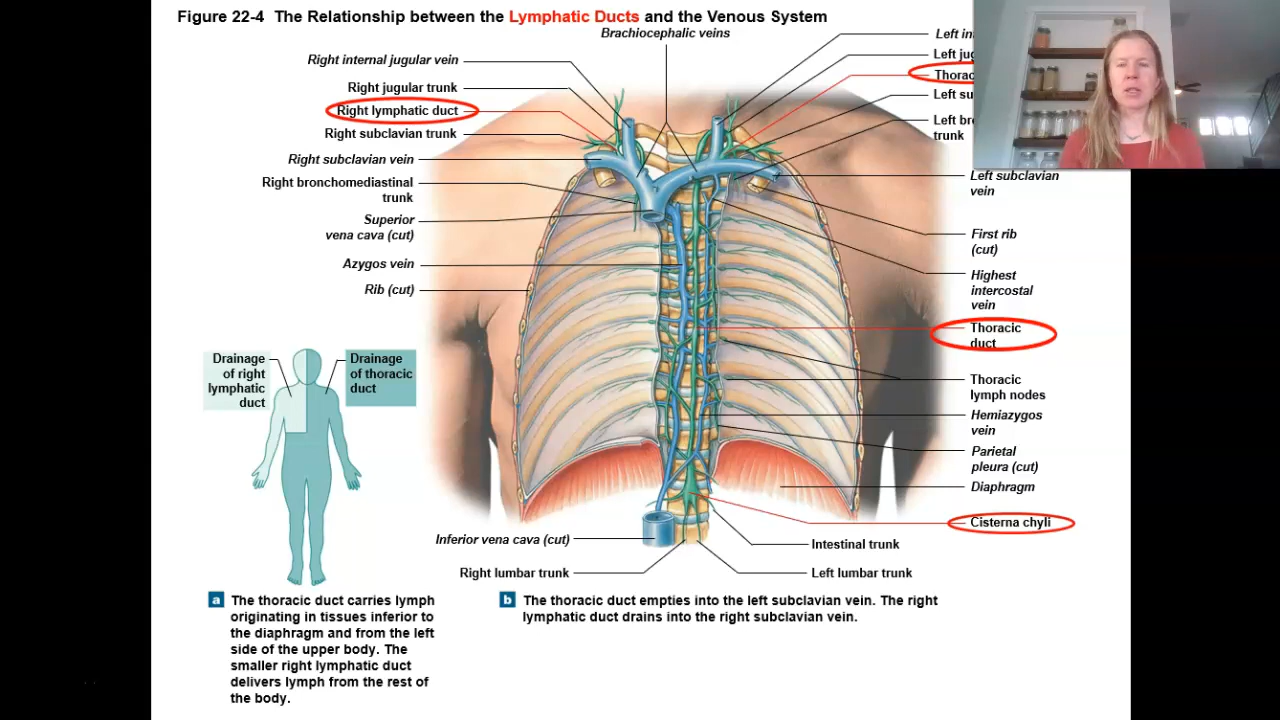 Figure 22-4 The Relationship between the Lymphatic Ducts and the Venous System
Brachiocephalic veins
Right internal jugular vein
Right jugular trunk
Right lymphatic duct
Right subclavian trunk
Right subclavian vein
Right bronchomediastinal
trunk
Superior
vena cava (cut)
Azygos vein
Rib (cut)
Left
Left
Left
Left
trunk
Left subclavian
vein
First rib
(cut)
Highest
intercostal
vein
Thoracic
duct
Thoracic
lymph nodes
Hemiazygos
vein
Parietal
pleura (cut)
Diaphragm
Cisterna chyli
Intestinal trunk
Left lumbar trunk
Inferior vena cava (cut)
Right lumbar trunk
Drainage
of right
lymphatic
duct
Drainage
of thoracic
duct
a The thoracic duct carries lymph
originating in tissues inferior to
the diaphragm and from the left
side of the upper body. The
smaller right lymphatic duct
delivers lymph from the rest of
the body.
b The thoracic duct empties into the left subclavian vein. The right
lymphatic duct drains into the right subclavian vein.